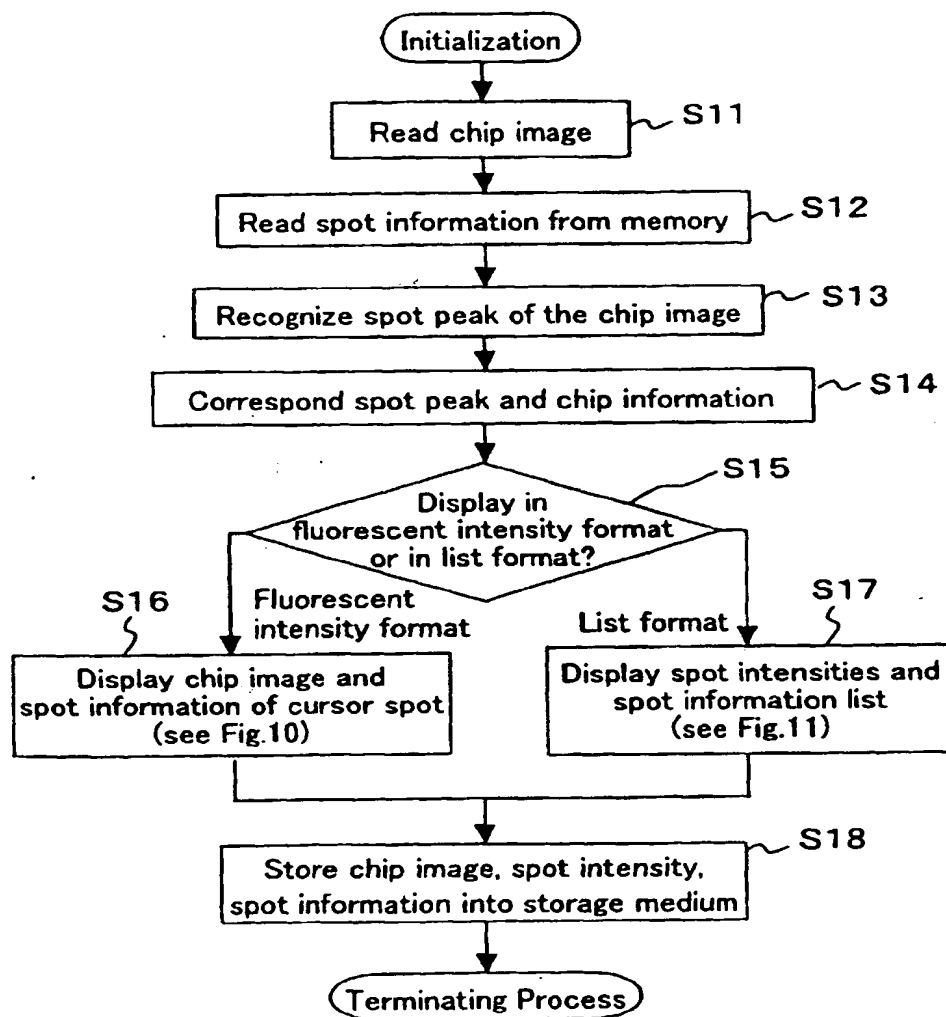 Initialization
S11
Read chip image
S12
Read spot information from memory
S13
Recognize spot peak of the chip image
S14
Correspond spot peak and chip information
S15
Display in
fluorescent intensity format
or in list format?
S16
Fluorescent
intensity format
S17
List format
Display chip image and
spot information of cursor spot
(see Fig.10)
Display spot intensities and
spot information list
(see Fig.11)
S18
Store chip image, spot intensity,
spot information into storage medium
Terminating Process